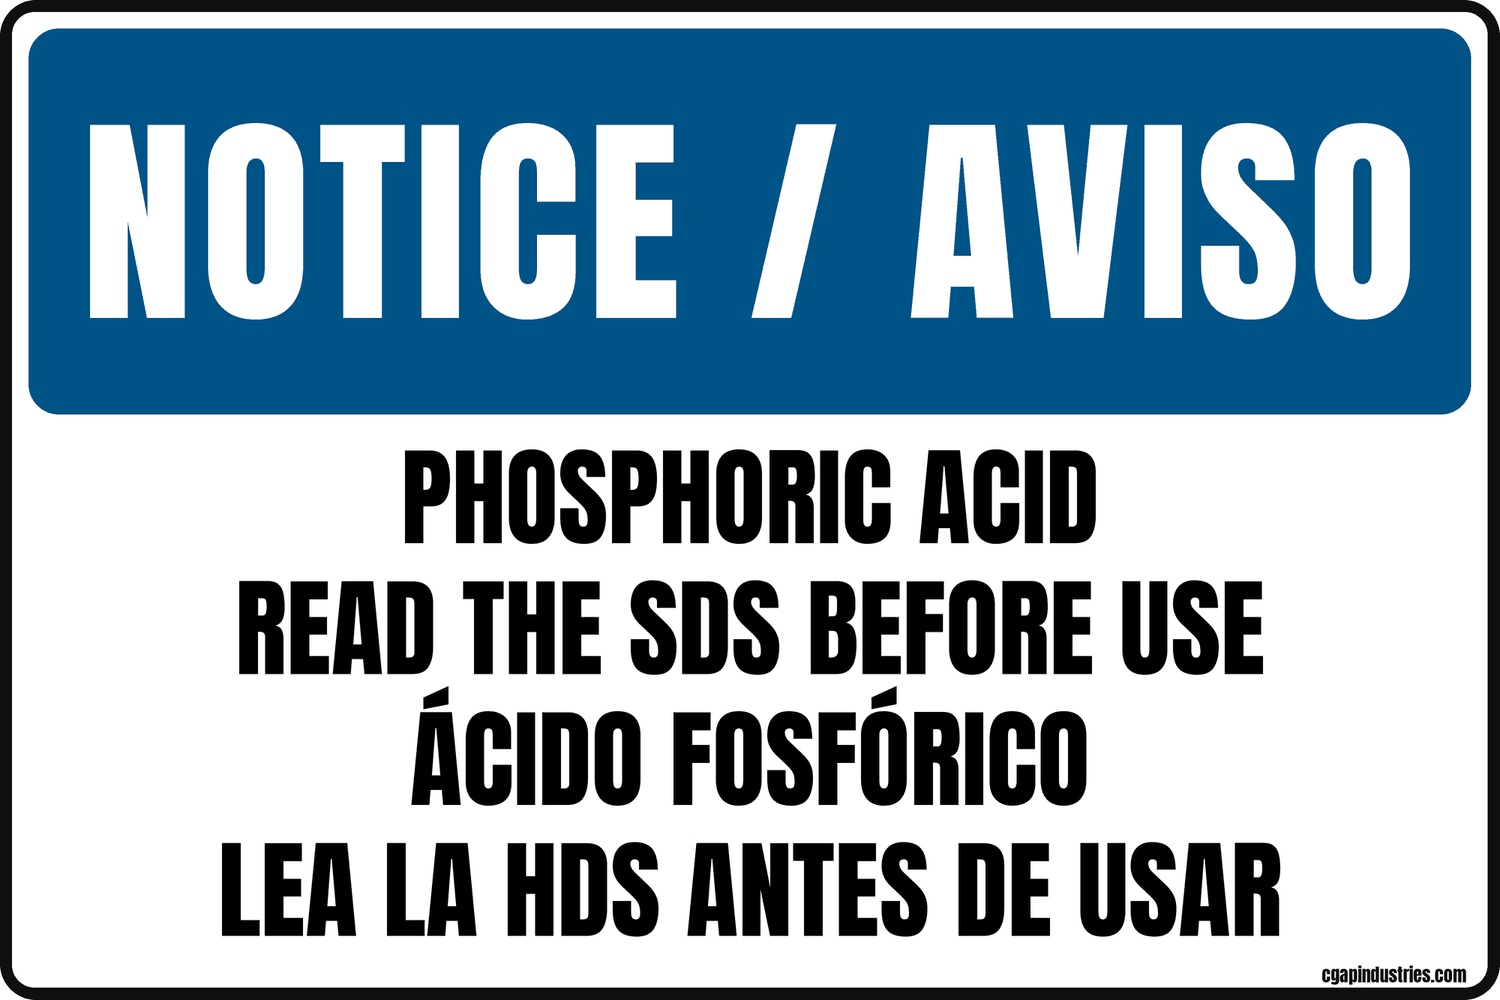 NOTICE / AVISO
PHOSPHORIC ACID
READ THE SDS BEFORE USE
ÁCIDO FOSFÓRICO
LEA LA HDS ANTES DE USAR
cgapindustries.com